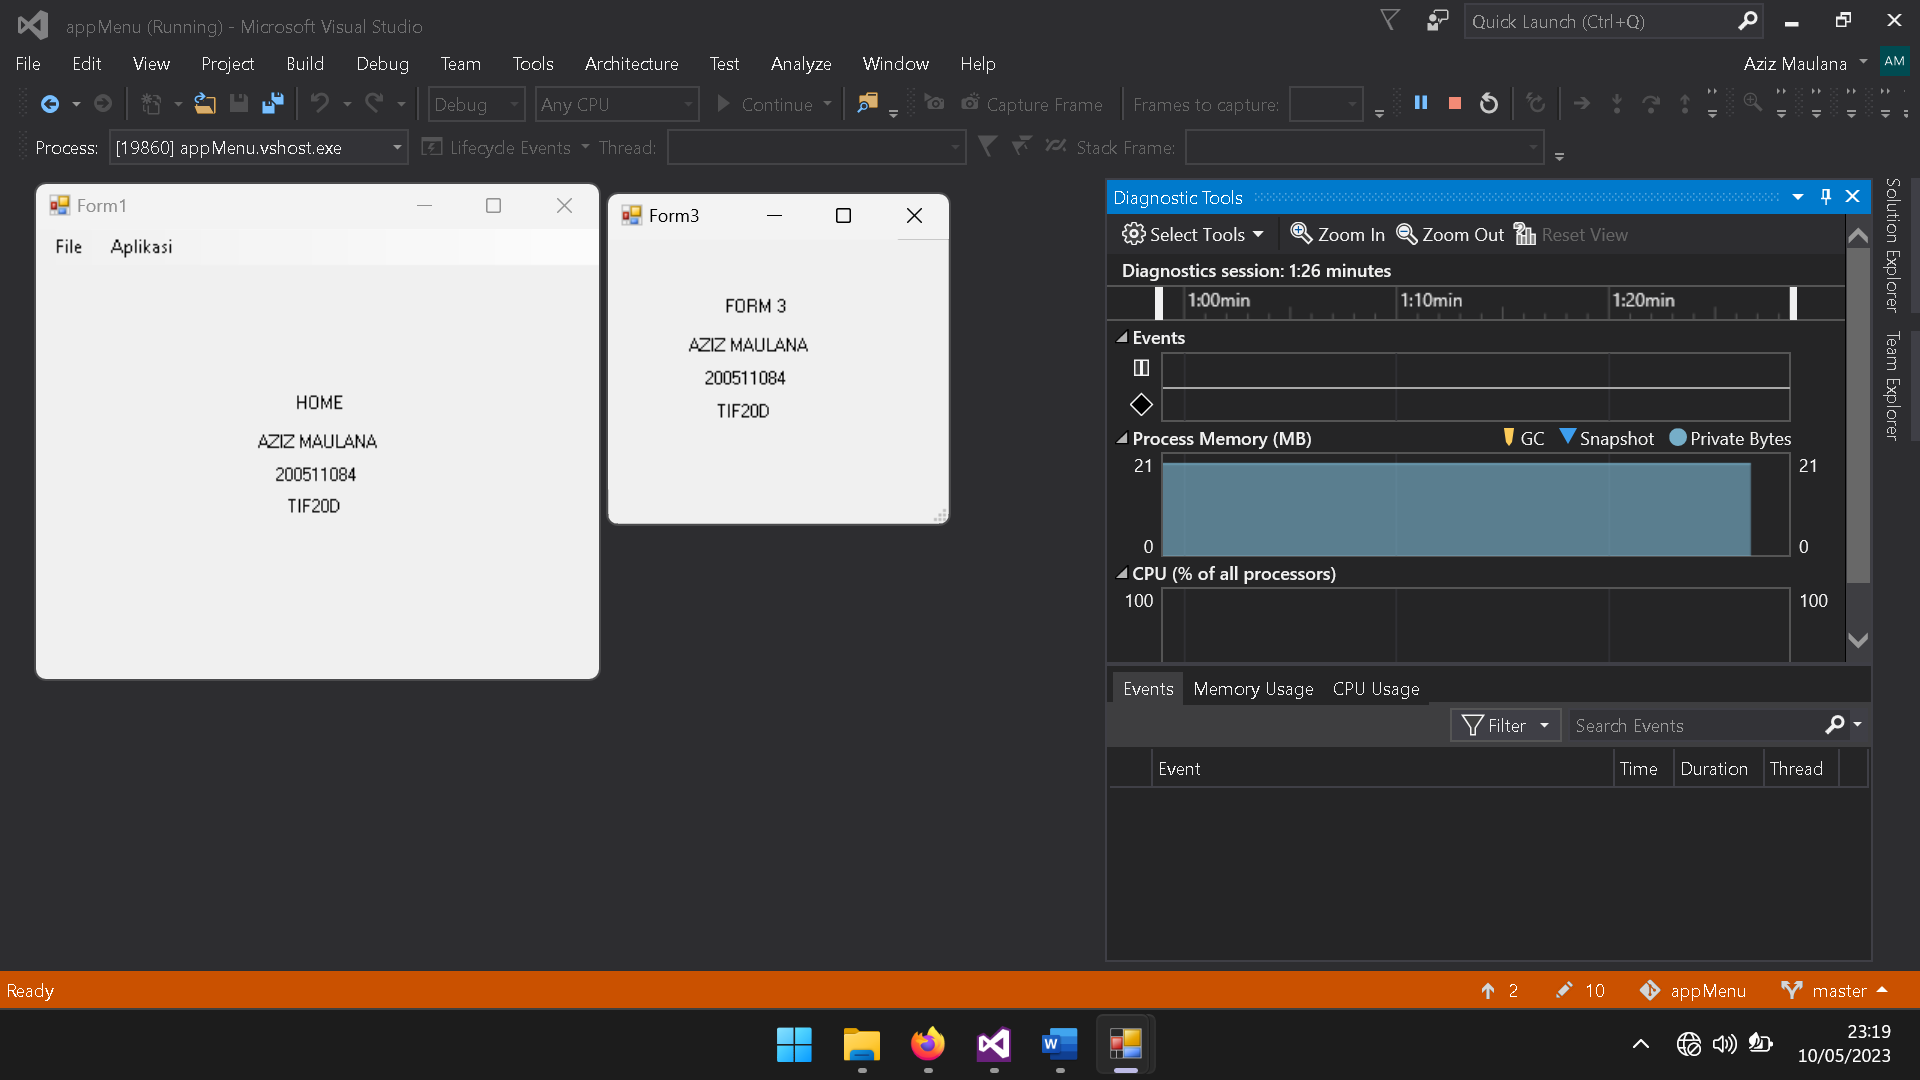 appMenu (Running) - Microsoft Visual Studio
Quick Launch (Ctrl+Q)
File Edit View Project Build Debug Team Tools Architecture Test Analyze Window Help
Aziz Maulana AM
Debug Any CPU Continue Capture Frame Frames to capture:
Process: [19860] appMenu.vshost.exe Lifecycle Events Thread: Stack Frame:
Form1
File Aplikasi
HOME
AZIZ MAULANA
200511084
TIF20D
Form3
FORM 3
AZIZ MAULANA
200511084
TIF20D
Diagnostic Tools
Select Tools Zoom In Zoom Out Reset View
Diagnostics session: 1:26 minutes
1:00min 1:10min 1:20min
Events
Process Memory (MB) GC Snapshot Private Bytes
21 21
0 0
CPU (% of all processors)
100 100
Events Memory Usage CPU Usage
Filter Search Events
Event Time Duration Thread
Solution Explorer
Team Explorer
Ready 2 10 appMenu master
W
23:19
10/05/2023